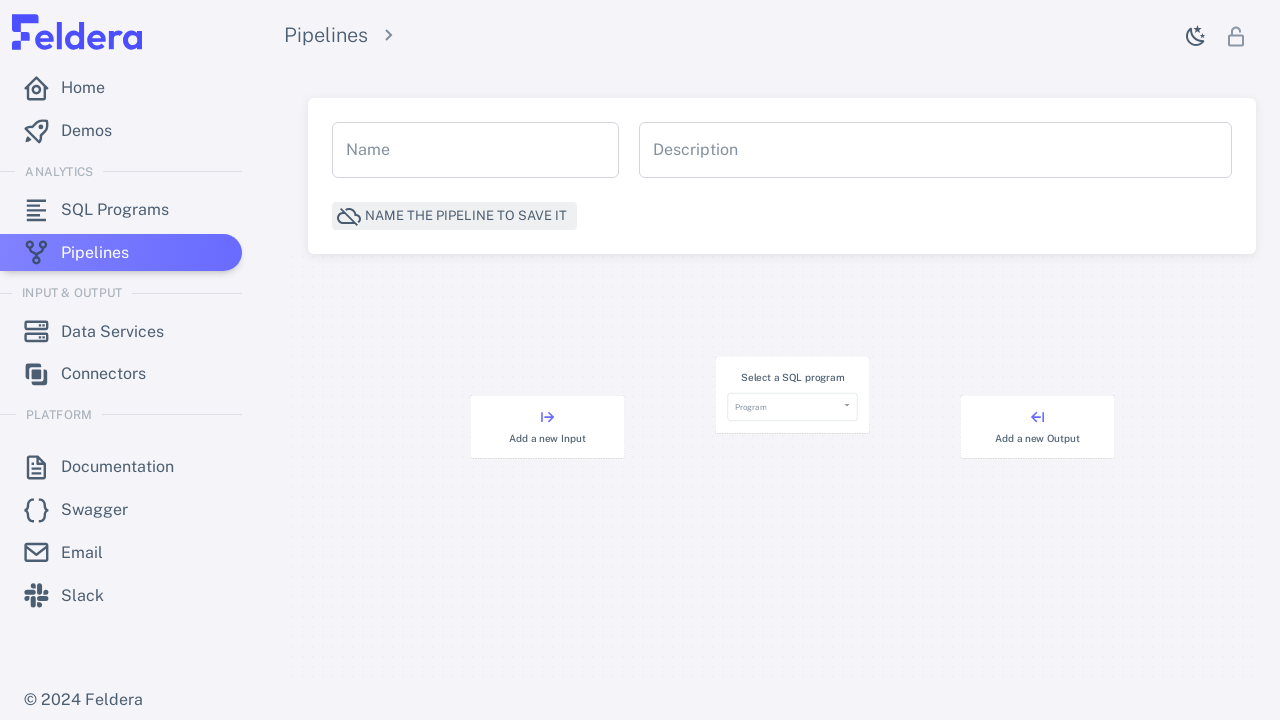 Feldera
Home
Demos
ANALYTICS
SQL Programs
Pipelines
INPUT & OUTPUT
Data Services
Connectors
PLATFORM
Documentation
Swagger
Email
Slack
© 2024 Feldera
Pipelines
Name
Description
NAME THE PIPELINE TO SAVE IT
Add a new Input
Select a SQL program
Program
Add a new Output